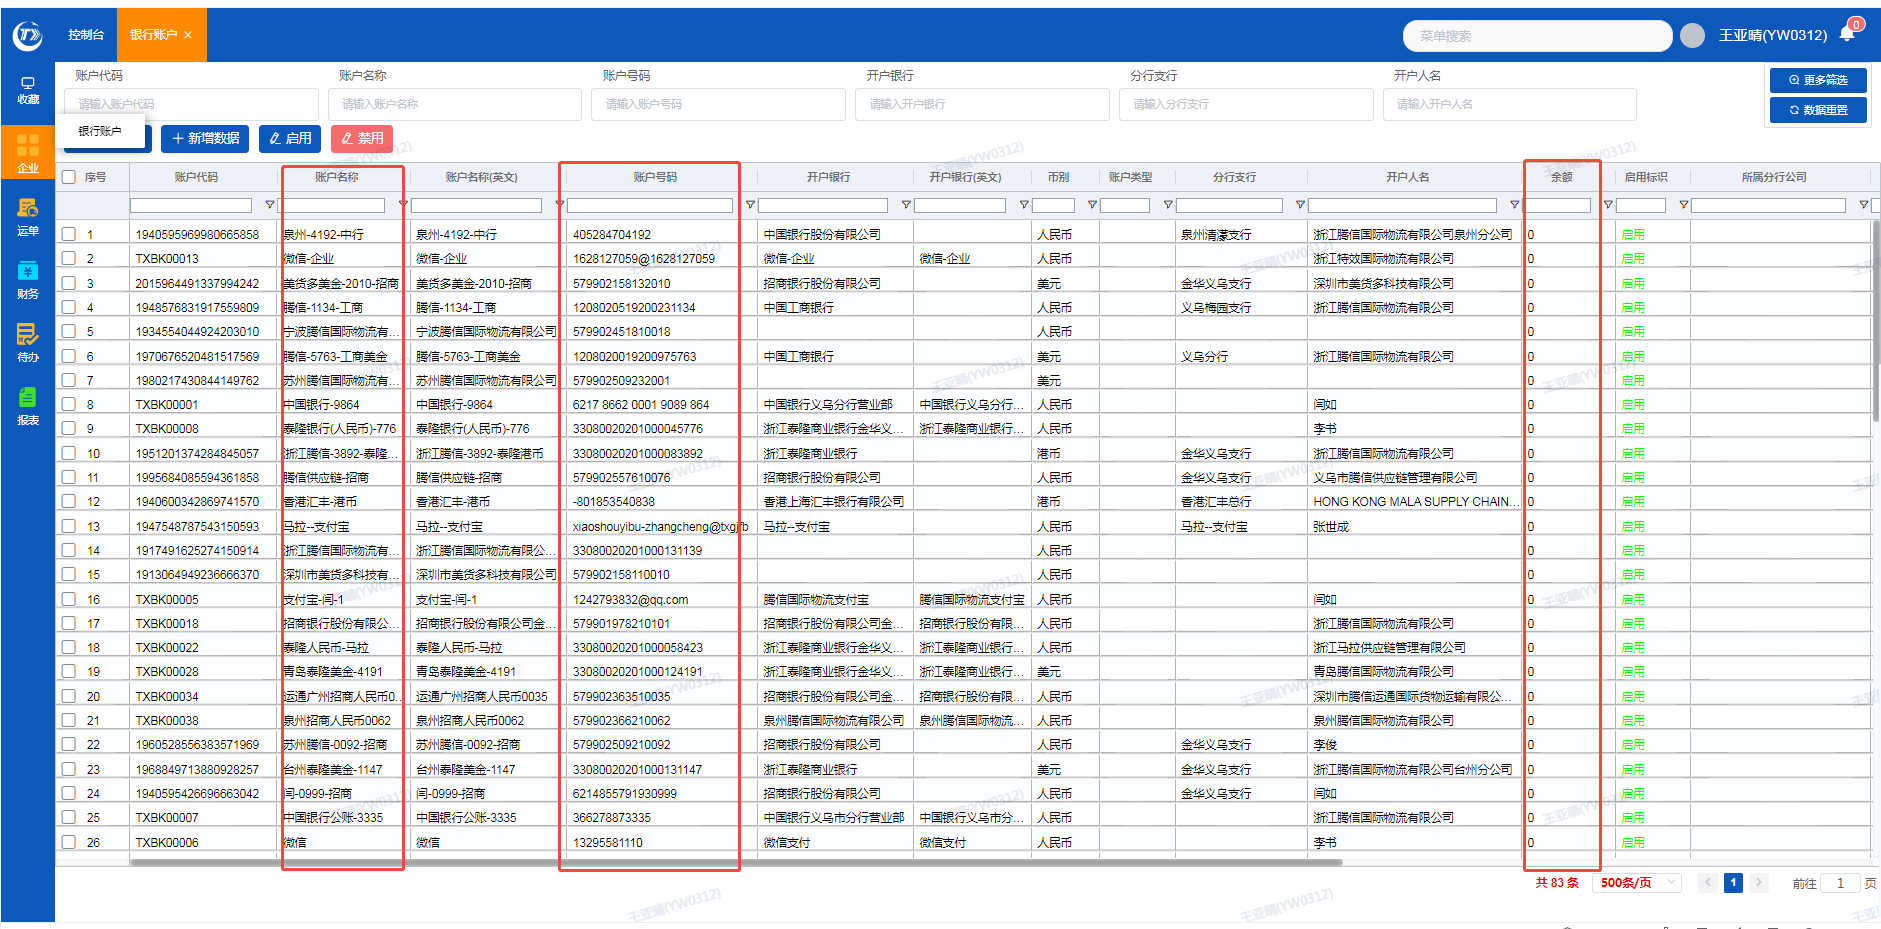 控制台 银行账户 × 菜单搜索 王亚晴(YW0312) 0
收藏
企业
运单
财务
待办
报表
账户代码 账户名称 账户号码 开户银行 分行支行 开户人名
请输入账户代码 请输入账户名称 请输入账户号码 请输入开户银行 请输入分行支行 请输入开户人名
更多筛选
数据重置
银行账户
+ 新增数据 启用 禁用
序号 账户代码 账户名称 账户名称(英文) 账户号码 开户银行 开户银行(英文) 币别 账户类型 分行支行 开户人名 余额 启用标识 所属分行公司
1 1940595969980665858 泉州-4192-中行 泉州-4192-中行 405284704192 中国银行股份有限公司 人民币 泉州清濛支行 浙江腾信国际物流有限公司泉州分公司 0 启用
2 TXBK00013 微信-企业 微信-企业 1628127059@1628127059 微信-企业 微信-企业 人民币 浙江特效国际物流有限公司 0 启用
3 2015964491337994242 美货多美金-2010-招商 美货多美金-2010-招商 579902158132010 招商银行股份有限公司 美元 金华义乌支行 深圳市美货多科技有限公司 0 启用
4 1948576831917559809 腾信-1134-工商 腾信-1134-工商 1208020519200231134 中国工商银行 人民币 义乌梅园支行 浙江腾信国际物流有限公司 0 启用
5 1934554044924203010 宁波腾信国际物流有... 宁波腾信国际物流有限公司 579902451810018 人民币 0 启用
6 1970676520481517569 腾信-5763-工商美金 腾信-5763-工商美金 1208020019200975763 中国工商银行 美元 义乌分行 浙江腾信国际物流有限公司 0 启用
7 1980217430844149762 苏州腾信国际物流有... 苏州腾信国际物流有限公司 579902509232001 美元 0 启用
8 TXBK00001 中国银行-9864 中国银行-9864 6217 8662 0001 9089 864 中国银行义乌分行营业部 中国银行义乌分行... 人民币 闫如 0 启用
9 TXBK00008 泰隆银行(人民币)-776 泰隆银行(人民币)-776 33080020201000045776 浙江泰隆商业银行金华义... 浙江泰隆商业银行... 人民币 李书 0 启用
10 1951201374284845057 浙江腾信-3892-泰隆... 浙江腾信-3892-泰隆港币 33080020201000083892 浙江泰隆商业银行 港币 金华义乌支行 浙江腾信国际物流有限公司 0 启用
11 1995684085594361858 腾信供应链-招商 腾信供应链-招商 579902557610076 招商银行股份有限公司 人民币 金华义乌支行 义乌市腾信供应链管理有限公司 0 启用
12 1940600342869741570 香港汇丰-港币 香港汇丰-港币 -801853540838 香港上海汇丰银行有限公司 港币 香港汇丰总行 HONG KONG MALA SUPPLY CHAIN... 0 启用
13 1947548787543150593 马拉--支付宝 马拉--支付宝 xiaoshouyibu-zhangcheng@txgjfb 马拉--支付宝 人民币 马拉--支付宝 张世成 0 启用
14 1917491625274150914 浙江腾信国际物流有... 浙江腾信国际物流有限公... 33080020201000131139 人民币 0 启用
15 1913064949236666370 深圳市美货多科技有... 深圳市美货多科技有限公司 579902158110010 人民币 0 启用
16 TXBK00005 支付宝-闫-1 支付宝-闫-1 1242793832@qq.com 腾信国际物流支付宝 腾信国际物流支付宝 人民币 闫如 0 启用
17 TXBK00018 招商银行股份有限公... 招商银行股份有限公司金... 579901978210101 招商银行股份有限公司金... 招商银行股份有限... 人民币 浙江腾信国际物流有限公司 0 启用
18 TXBK00022 泰隆人民币-马拉 泰隆人民币-马拉 33080020201000058423 浙江泰隆商业银行金华义... 浙江泰隆商业银行... 人民币 浙江马拉供应链管理有限公司 0 启用
19 TXBK00028 青岛泰隆美金-4191 青岛泰隆美金-4191 33080020201000124191 浙江泰隆商业银行金华义... 浙江泰隆商业银行... 美元 青岛腾信国际物流有限公司 0 启用
20 TXBK00034 运通广州招商人民币0... 运通广州招商人民币0035 579902363510035 招商银行股份有限公司金... 招商银行股份有限... 人民币 深圳市腾信运通国际货物运输有限公... 0 启用
21 TXBK00038 泉州招商人民币0062 泉州招商人民币0062 579902366210062 泉州腾信国际物流有限公司 泉州腾信国际物流... 人民币 泉州腾信国际物流有限公司 0 启用
22 1960528556383571969 苏州腾信-0092-招商 苏州腾信-0092-招商 579902509210092 招商银行股份有限公司 人民币 金华义乌支行 李俊 0 启用
23 1968849713880928257 台州泰隆美金-1147 台州泰隆美金-1147 33080020201000131147 浙江泰隆商业银行 美元 金华义乌支行 浙江腾信国际物流有限公司台州分公司 0 启用
24 1940595426696663042 闫-0999-招商 闫-0999-招商 6214855791930999 招商银行股份有限公司 人民币 金华义乌支行 闫如 0 启用
25 TXBK00007 中国银行公账-3335 中国银行公账-3335 366278873335 中国银行义乌市分行营业部 中国银行义乌市分... 人民币 浙江腾信国际物流有限公司 0 启用
26 TXBK00006 微信 微信 13295581110 微信支付 微信支付 人民币 李书 0 启用
共 83 条 500条/页 1 前往 1 页